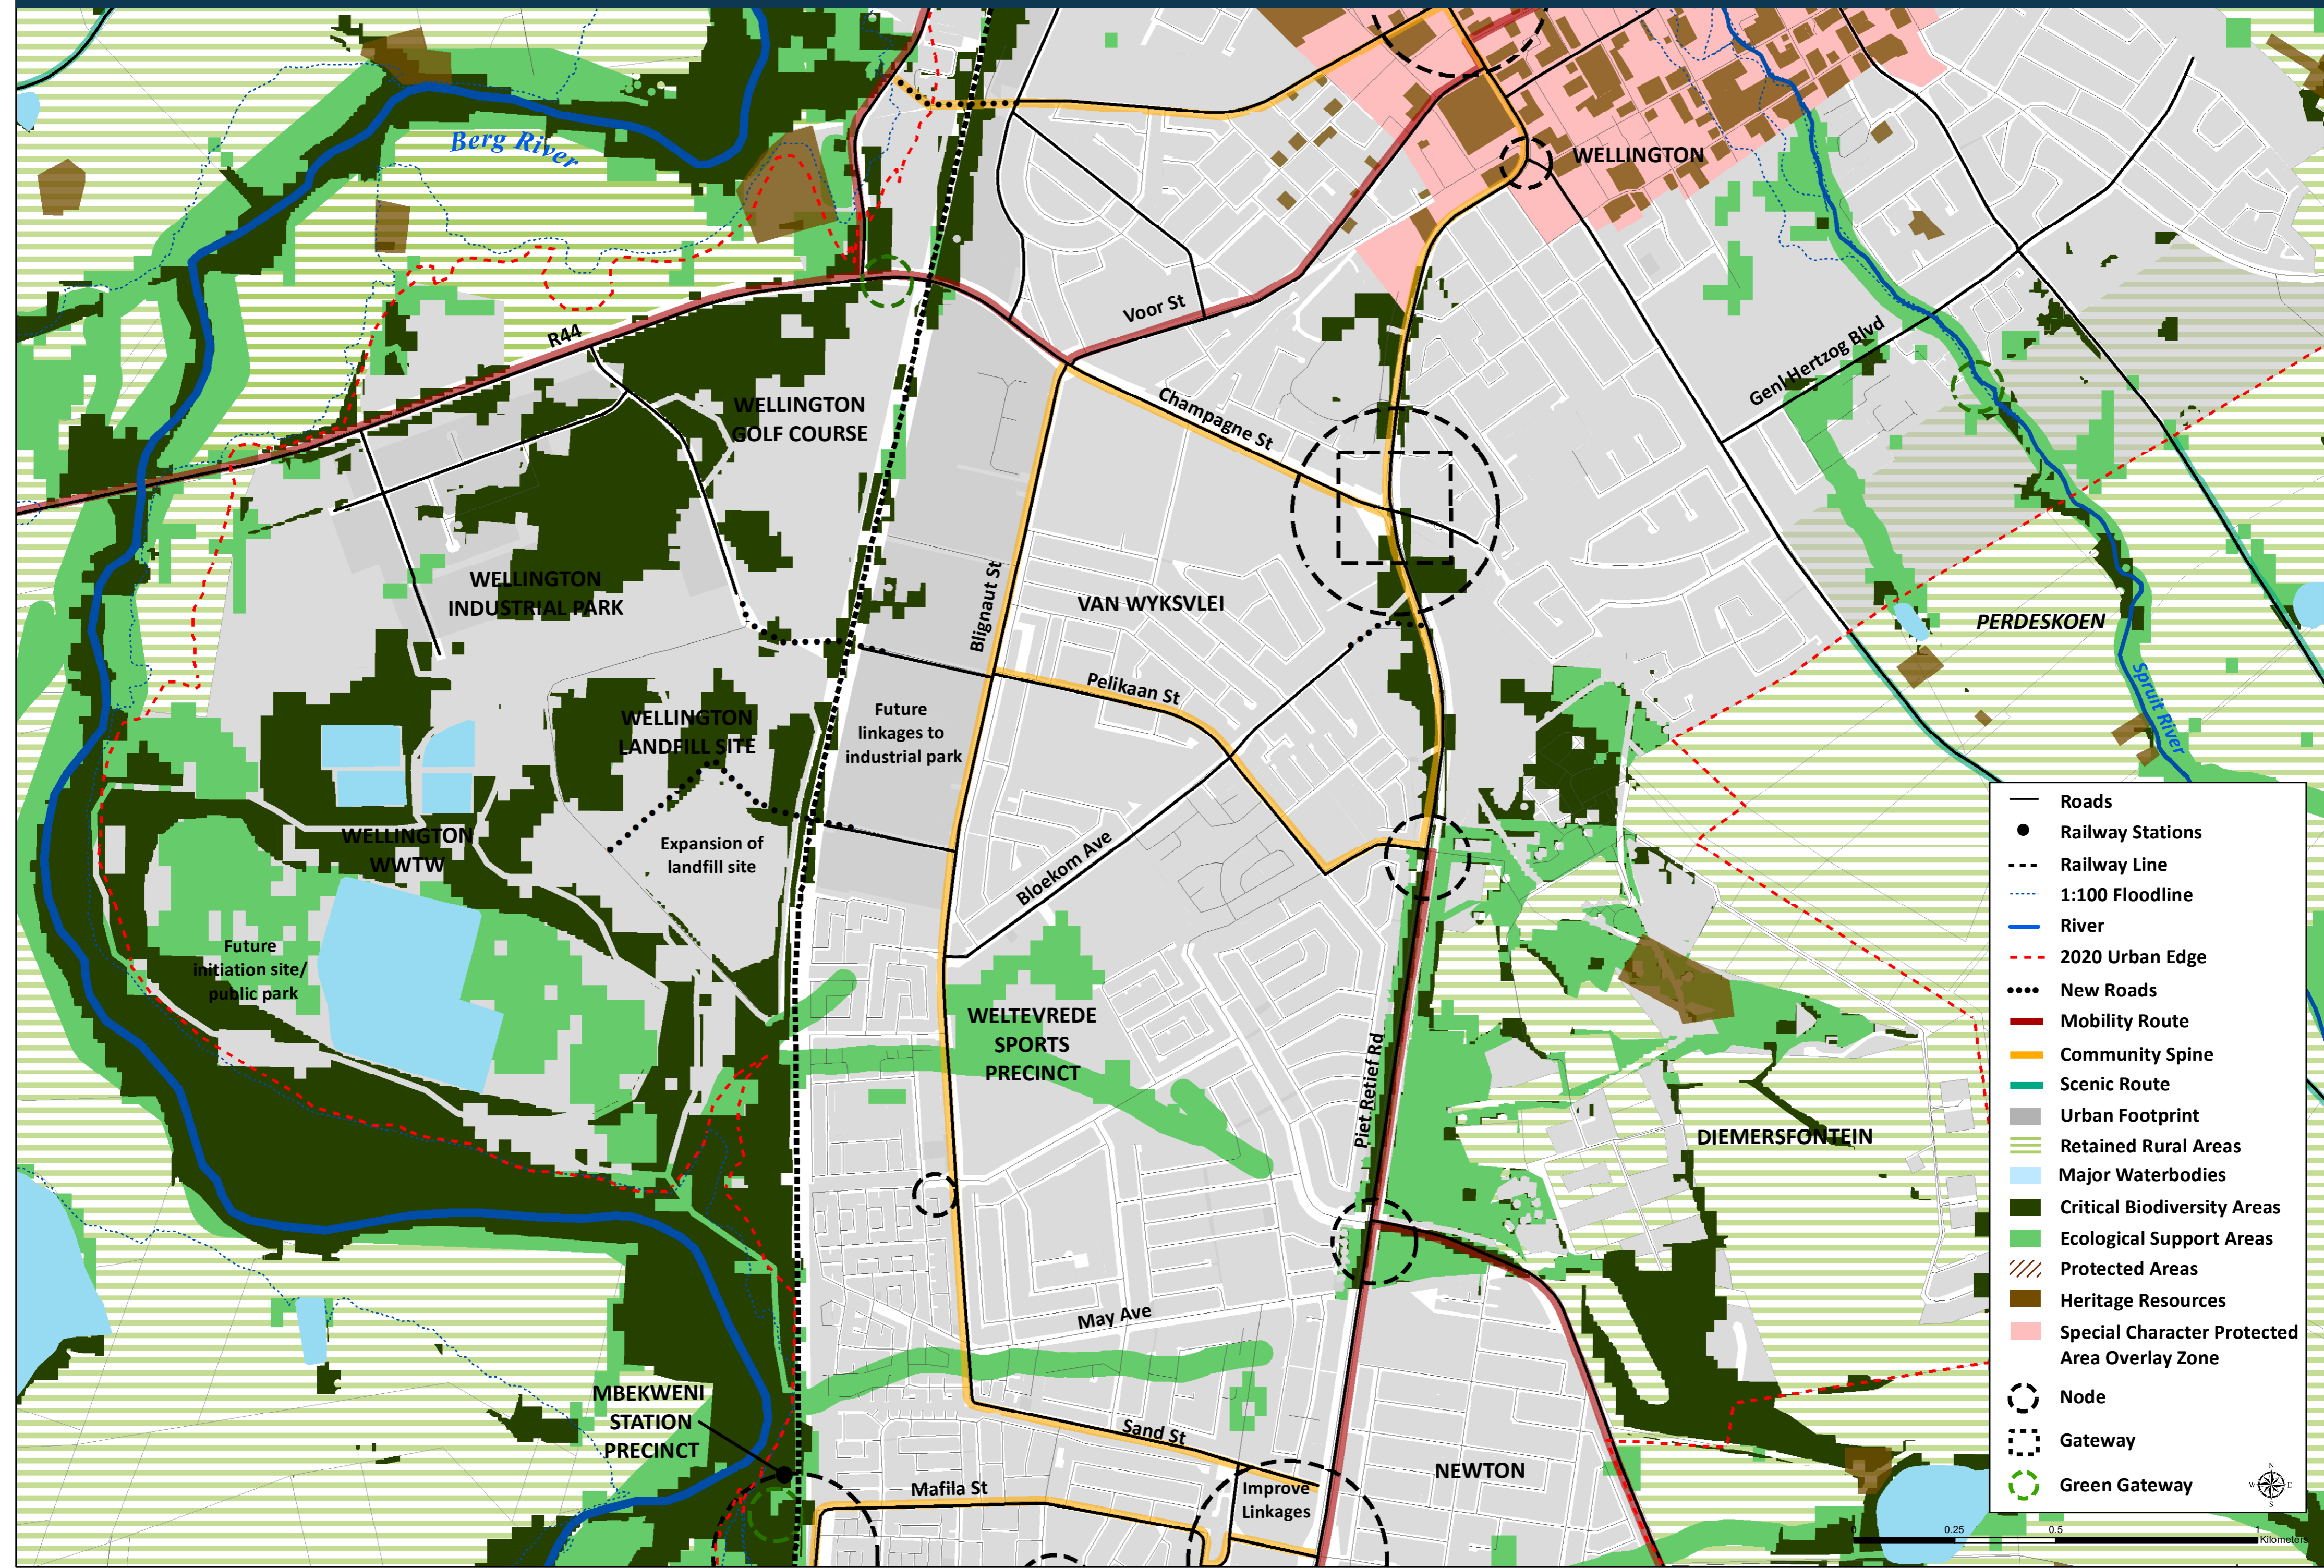 Berg River
WELLINGTON
Voor St
R44
Genl Hertzog Blvd
WELLINGTON
GOLF COURSE
Champagne St
WELLINGTON
INDUSTRIAL PARK
Blignaut St
VAN WYKSVLEI
PERDESKOEN
Spruit River
Pelikaan St
WELLINGTON
LANDFILL SITE
Future
linkages to
industrial park
WELLINGTON
WWTW
Expansion of
landfill site
Bloekom Ave
Future
initiation site/
public park
WELTEVREDE
SPORTS
PRECINCT
Piet Retief Rd
DIEMERSFONTEIN
May Ave
MBEKWENI
STATION
PRECINCT
Sand St
Mafila St
Improve
Linkages
NEWTON
Roads
Railway Stations
Railway Line
1:100 Floodline
River
2020 Urban Edge
New Roads
Mobility Route
Community Spine
Scenic Route
Urban Footprint
Retained Rural Areas
Major Waterbodies
Critical Biodiversity Areas
Ecological Support Areas
Protected Areas
Heritage Resources
Special Character Protected
Area Overlay Zone
Node
Gateway
Green Gateway
N
W E
S
0 0.25 0.5 1
Kilometers